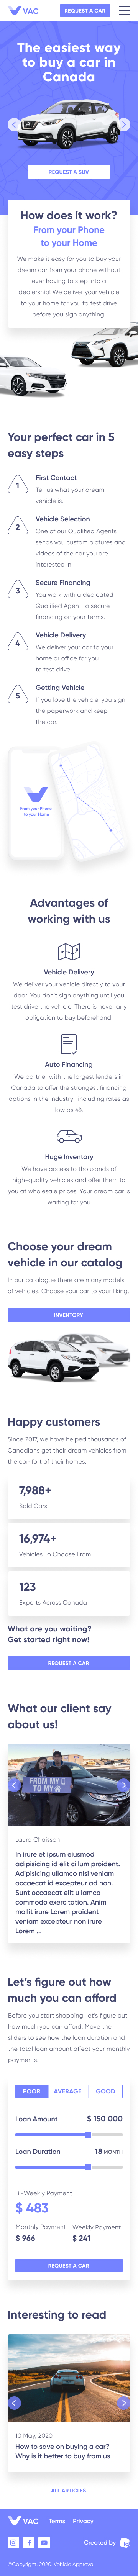 VAC
REQUEST A CAR
The easiest way
to buy a car in
Canada
REQUEST A SUV
How does it work?
From your Phone
to your Home
We make it easy for you to buy your
dream car from your phone without
ever having to step into a
dealership! We deliver your vehicle
to your home for you to test drive
before you sign anything.
Your perfect car in 5
easy steps
1
First Contact
Tell us what your dream
vehicle is.
2
Vehicle Selection
One of our Qualified Agents
sends you custom pictures and
videos of the car you are
interested in.
3
Secure Financing
You work with a dedicated
Qualified Agent to secure
financing on your terms.
4
Vehicle Delivery
We deliver your car to your
home or office for you
to test drive.
5
Getting Vehicle
If you love the vehicle, you sign
the paperwork and keep
the car.
From your Phone
to your Home
Advantages of
working with us
Vehicle Delivery
We deliver your vehicle directly to your
door. You don't sign anything until you
test drive the vehicle. There is never any
obligation to buy beforehand.
Auto Financing
We partner with the largest lenders in
Canada to offer the strongest financing
options in the industry—including rates as
low as 4%
Huge Inventory
We have access to thousands of
high-quality vehicles and offer them to
you at wholesale prices. Your dream car is
waiting for you
Choose your dream
vehicle in our catalog
In our catalogue there are many models
of vehicles. Choose your car to your liking.
INVENTORY
Happy customers
Since 2017, we have helped thousands of
Canadians get their dream vehicles from
the comfort of their homes.
7,988+
Sold Cars
16,974+
Vehicles To Choose From
123
Experts Across Canada
What are you waiting?
Get started right now!
REQUEST A CAR
What our client say
about us!
FROM MY
TO MY
Laura Chaisson
In irure et ipsum eiusmod
adipisicing id elit cillum proident.
Adipisicing ullamco nisi veniam
occaecat id excepteur ad non.
Sunt occaecat elit ullamco
commodo exercitation. Anim
mollit irure Lorem proident
veniam excepteur non irure
Lorem ...
Let's figure out how
much you can afford
Before you start shopping, let's figure out
how much you can afford. Move the
sliders to see how the loan duration and
the total loan amount affect your monthly
payments.
POOR
AVERAGE
GOOD
Loan Amount
$ 150 000
Loan Duration
18 MONTH
Bi-Weekly Payment
$ 483
Monthly Payment
Weekly Payment
$ 966
$ 241
REQUEST A CAR
Interesting to read
10 May, 2020
How to save on buying a car?
Why is it better to buy from us
ALL ARTICLES
VAC
Terms
Privacy
Created by
©Copyright 2020. Vehicle Approval